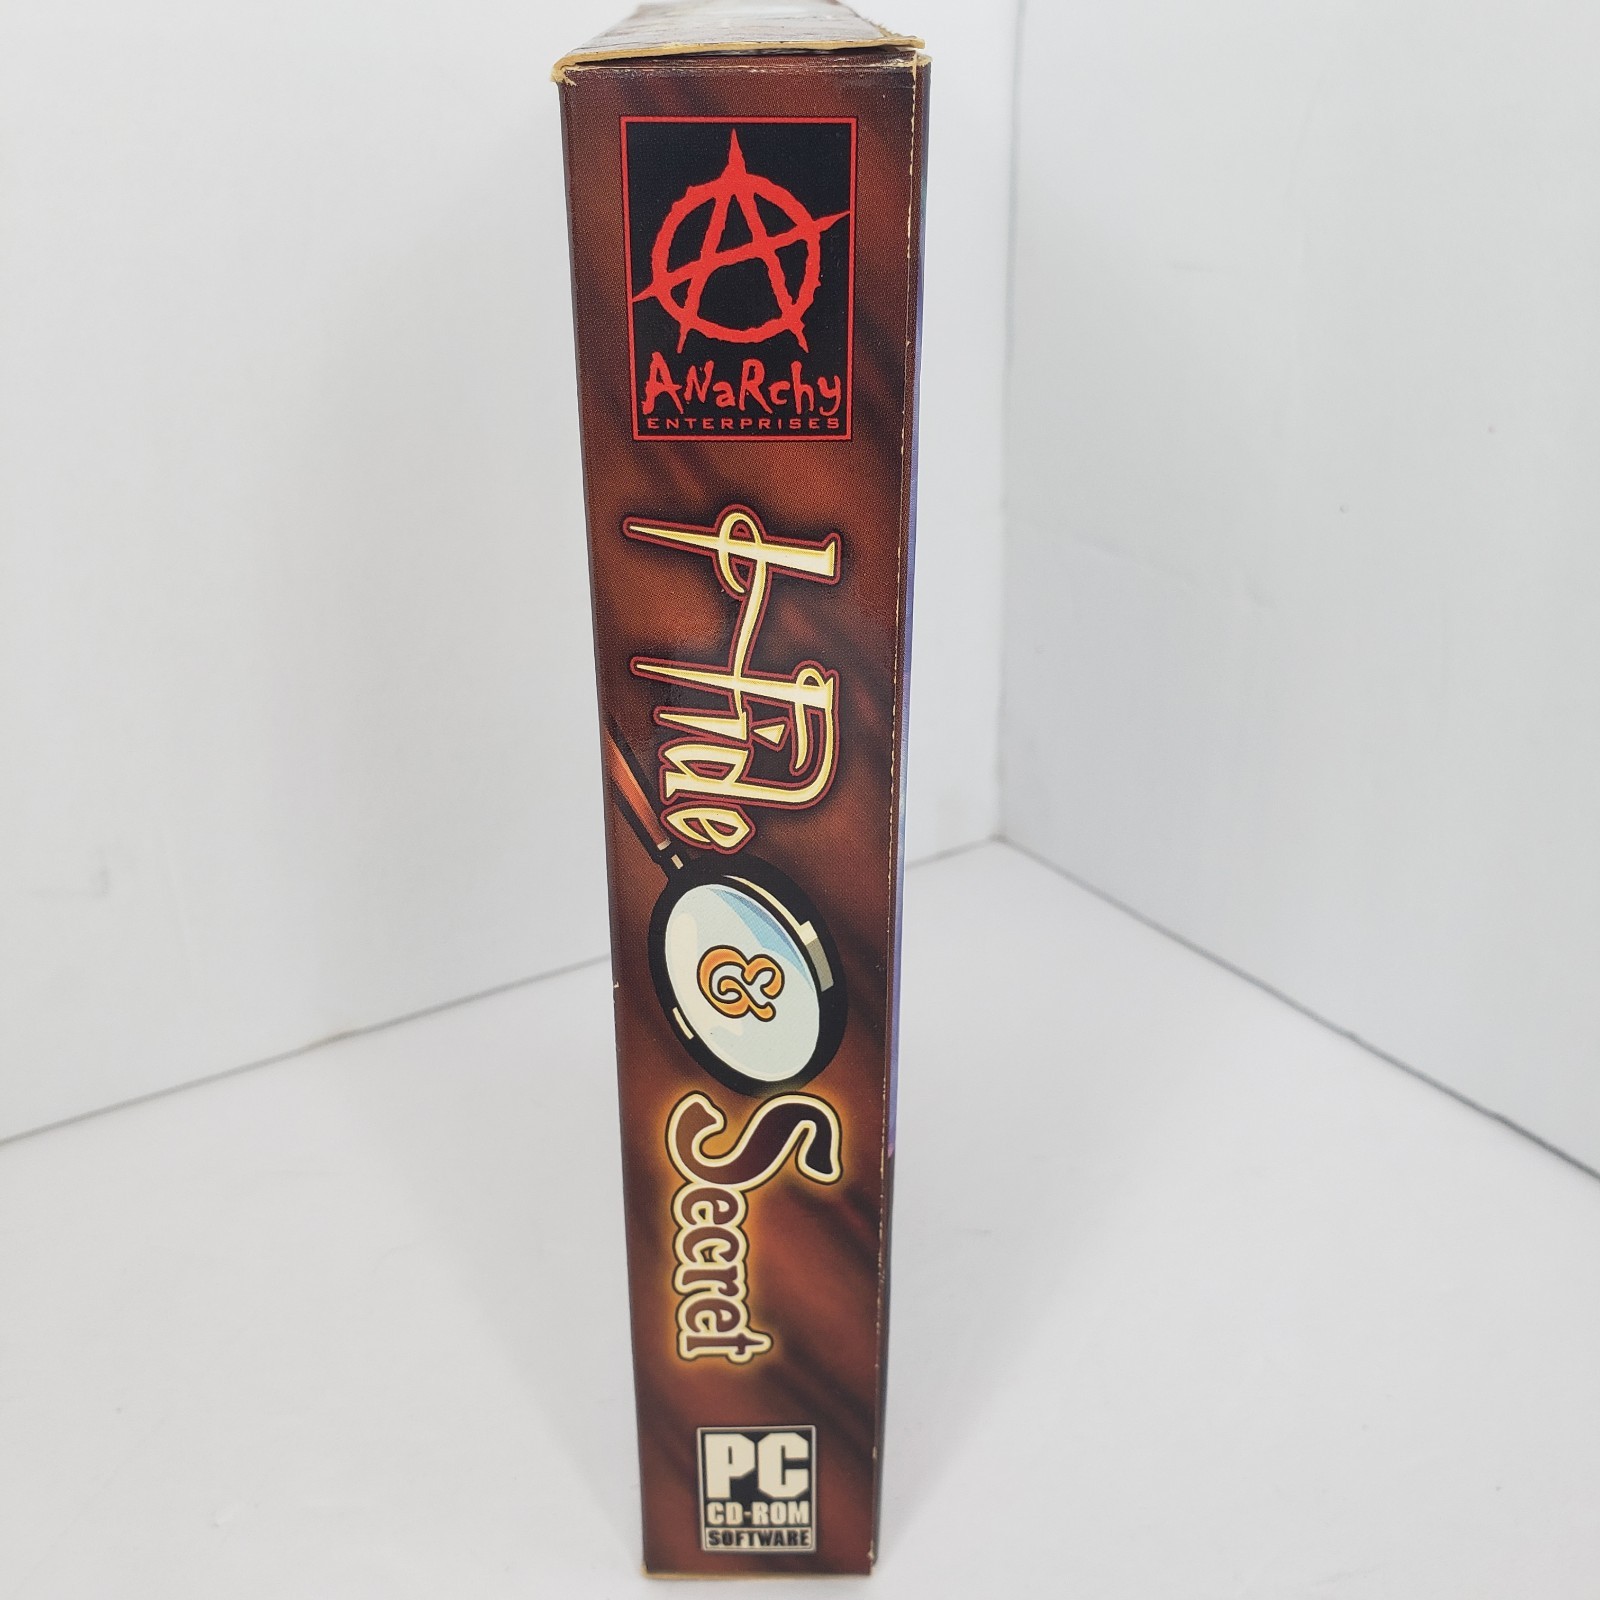 A
ANaRchy
ENTERPRISES
Hide
&
Secret
PC
CD-ROM
SOFTWARE